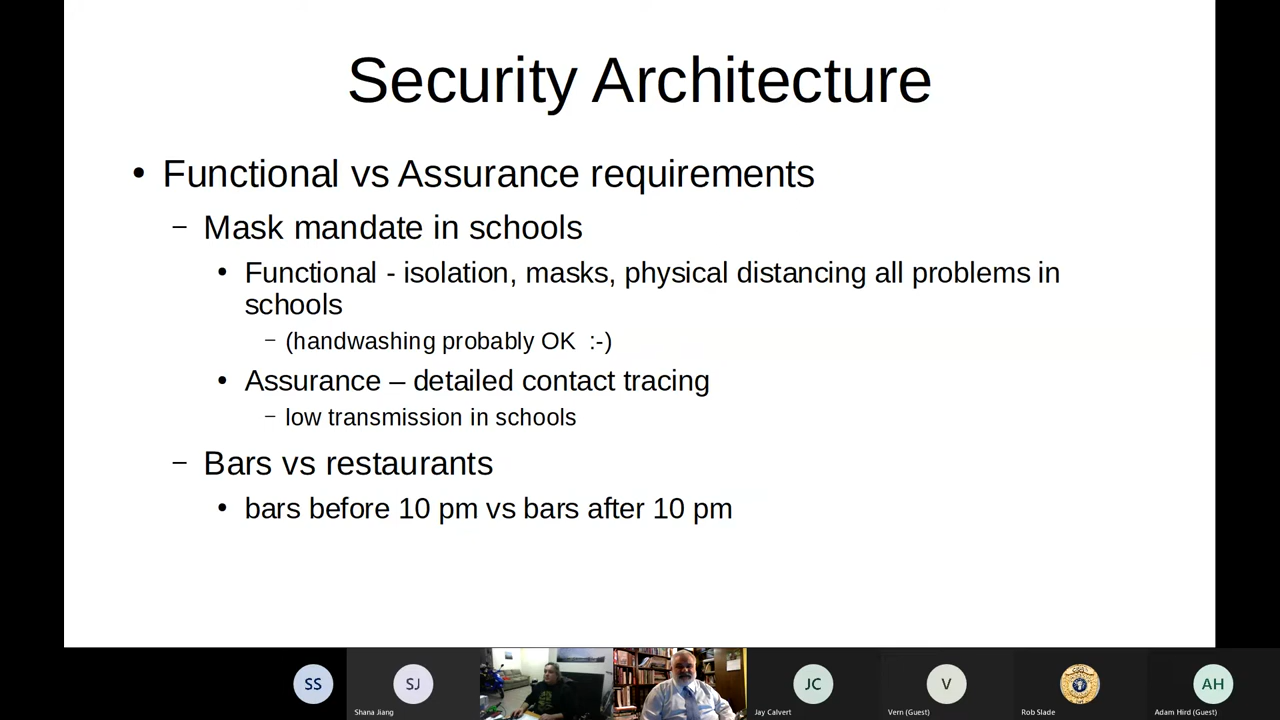 Security Architecture
• Functional vs Assurance requirements
– Mask mandate in schools
• Functional - isolation, masks, physical distancing all problems in
schools
– (handwashing probably OK :-)
• Assurance – detailed contact tracing
– low transmission in schools
– Bars vs restaurants
• bars before 10 pm vs bars after 10 pm
SS
SJ
JC
V
AH
Shana Jiang
Jay Calvert
Vern (Guest)
Rob Slade
Adam Hird (Guest)